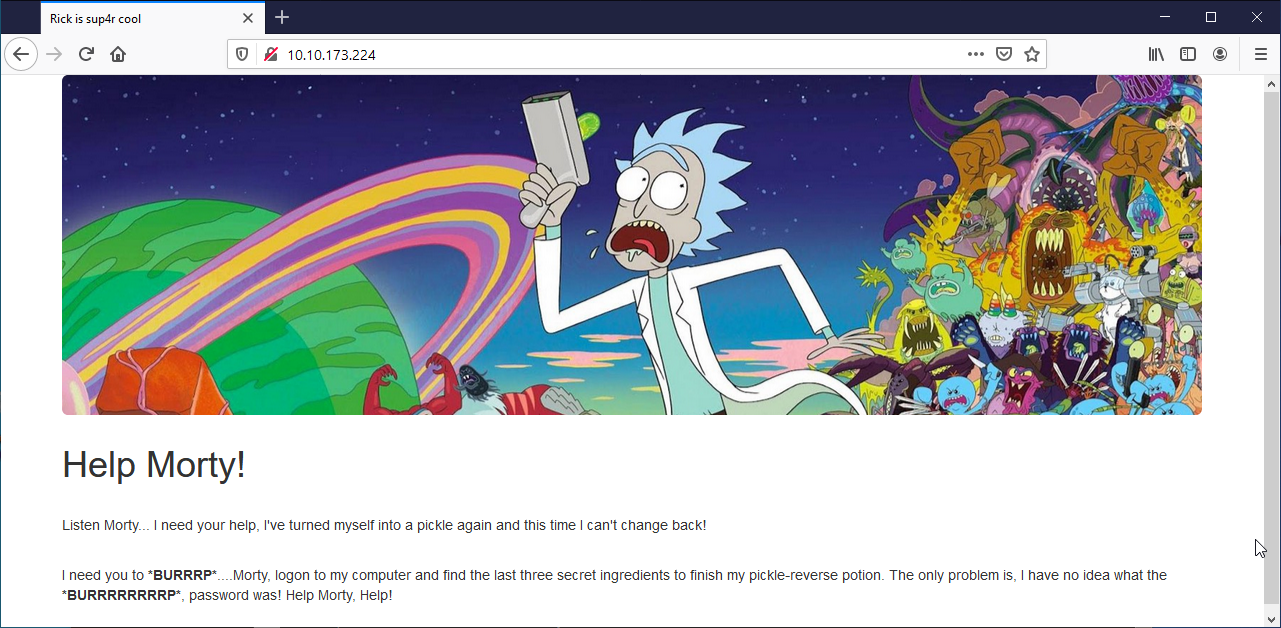 Rick is sup4r cool
10.10.173.224
Help Morty!
Listen Morty... I need your help, I've turned myself into a pickle again and this time I can't change back!
I need you to *BURRRP*....Morty, logon to my computer and find the last three secret ingredients to finish my pickle-reverse potion. The only problem is, I have no idea what the
*BURRRRRRRRP*, password was! Help Morty, Help!